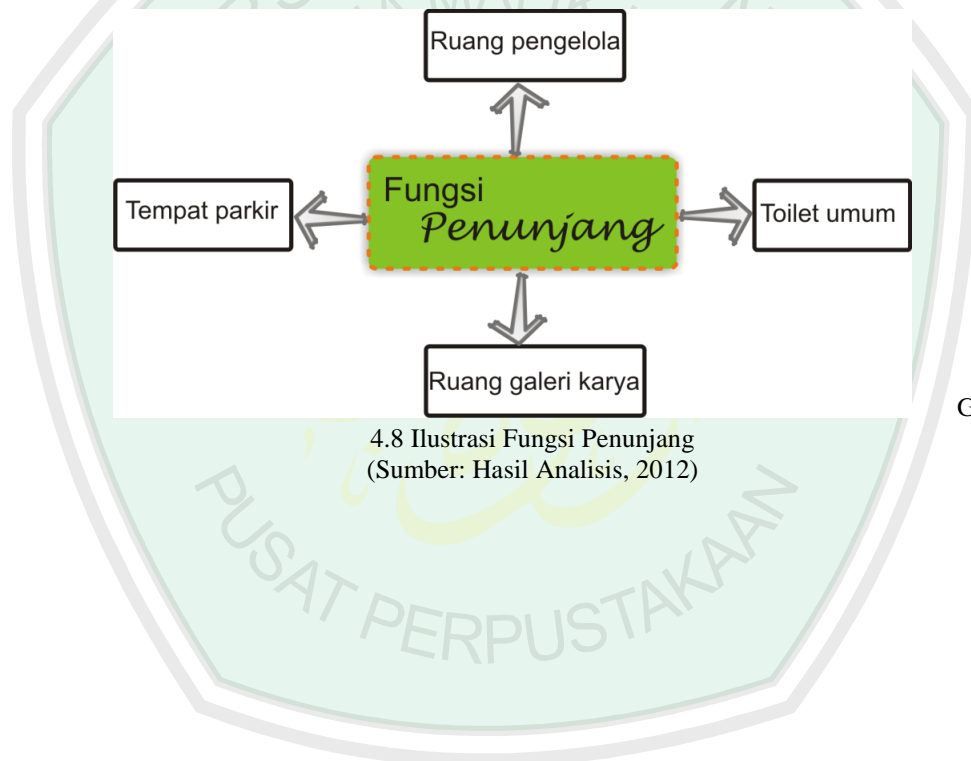 Ruang pengelola
Tempat parkir
Fungsi
Penunjang
Toilet umum
Ruang galeri karya
G
4.8 Ilustrasi Fungsi Penunjang
(Sumber: Hasil Analisis, 2012)
PUSAT PERPUSTAKAAN